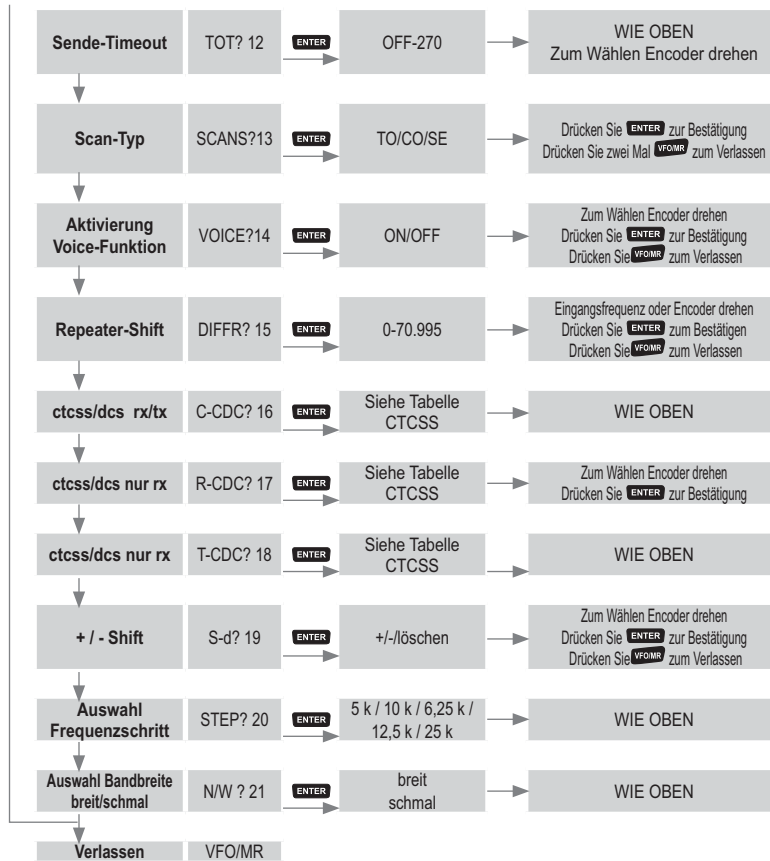 Sende-Timeout
TOT? 12
ENTER
OFF-270
WIE OBEN
Zum Wählen Encoder drehen
Scan-Typ
SCANS?13
ENTER
TO/CO/SE
Drücken Sie ENTER zur Bestätigung
Drücken Sie zwei Mal VFO/MR zum Verlassen
Aktivierung
Voice-Funktion
VOICE?14
ENTER
ON/OFF
Zum Wählen Encoder drehen
Drücken Sie ENTER zur Bestätigung
Drücken Sie VFO/MR zum Verlassen
Repeater-Shift
DIFFR? 15
ENTER
0-70.995
Eingangsfrequenz oder Encoder drehen
Drücken Sie ENTER zum Bestätigen
Drücken Sie VFO/MR zum Verlassen
ctcss/dcs rx/tx
C-CDC? 16
ENTER
Siehe Tabelle
CTCSS
WIE OBEN
ctcss/dcs nur rx
R-CDC? 17
ENTER
Siehe Tabelle
CTCSS
Zum Wählen Encoder drehen
Drücken Sie ENTER zur Bestätigung
ctcss/dcs nur rx
T-CDC? 18
ENTER
Siehe Tabelle
CTCSS
WIE OBEN
+ / - Shift
S-d? 19
ENTER
+/-/löschen
Zum Wählen Encoder drehen
Drücken Sie ENTER zur Bestätigung
Drücken Sie VFO/MR zum Verlassen
Auswahl
Frequenzschritt
STEP? 20
ENTER
5 k / 10 k / 6,25 k /
12,5 k / 25 k
WIE OBEN
Auswahl Bandbreite
breit/schmal
N/W ? 21
ENTER
breit
schmal
WIE OBEN
Verlassen
VFO/MR